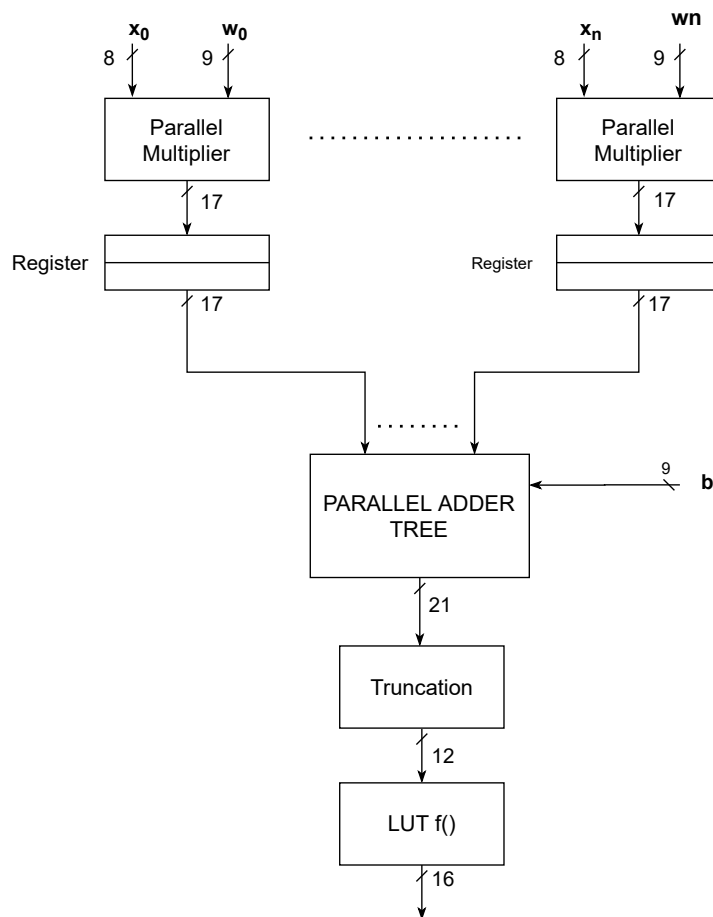 x0 w0 xn wn
8 9 8 9
Parallel Multiplier
Parallel Multiplier
17 17
Register Register
17 17
9
b
PARALLEL ADDER
TREE
21
Truncation
12
LUT f()
16